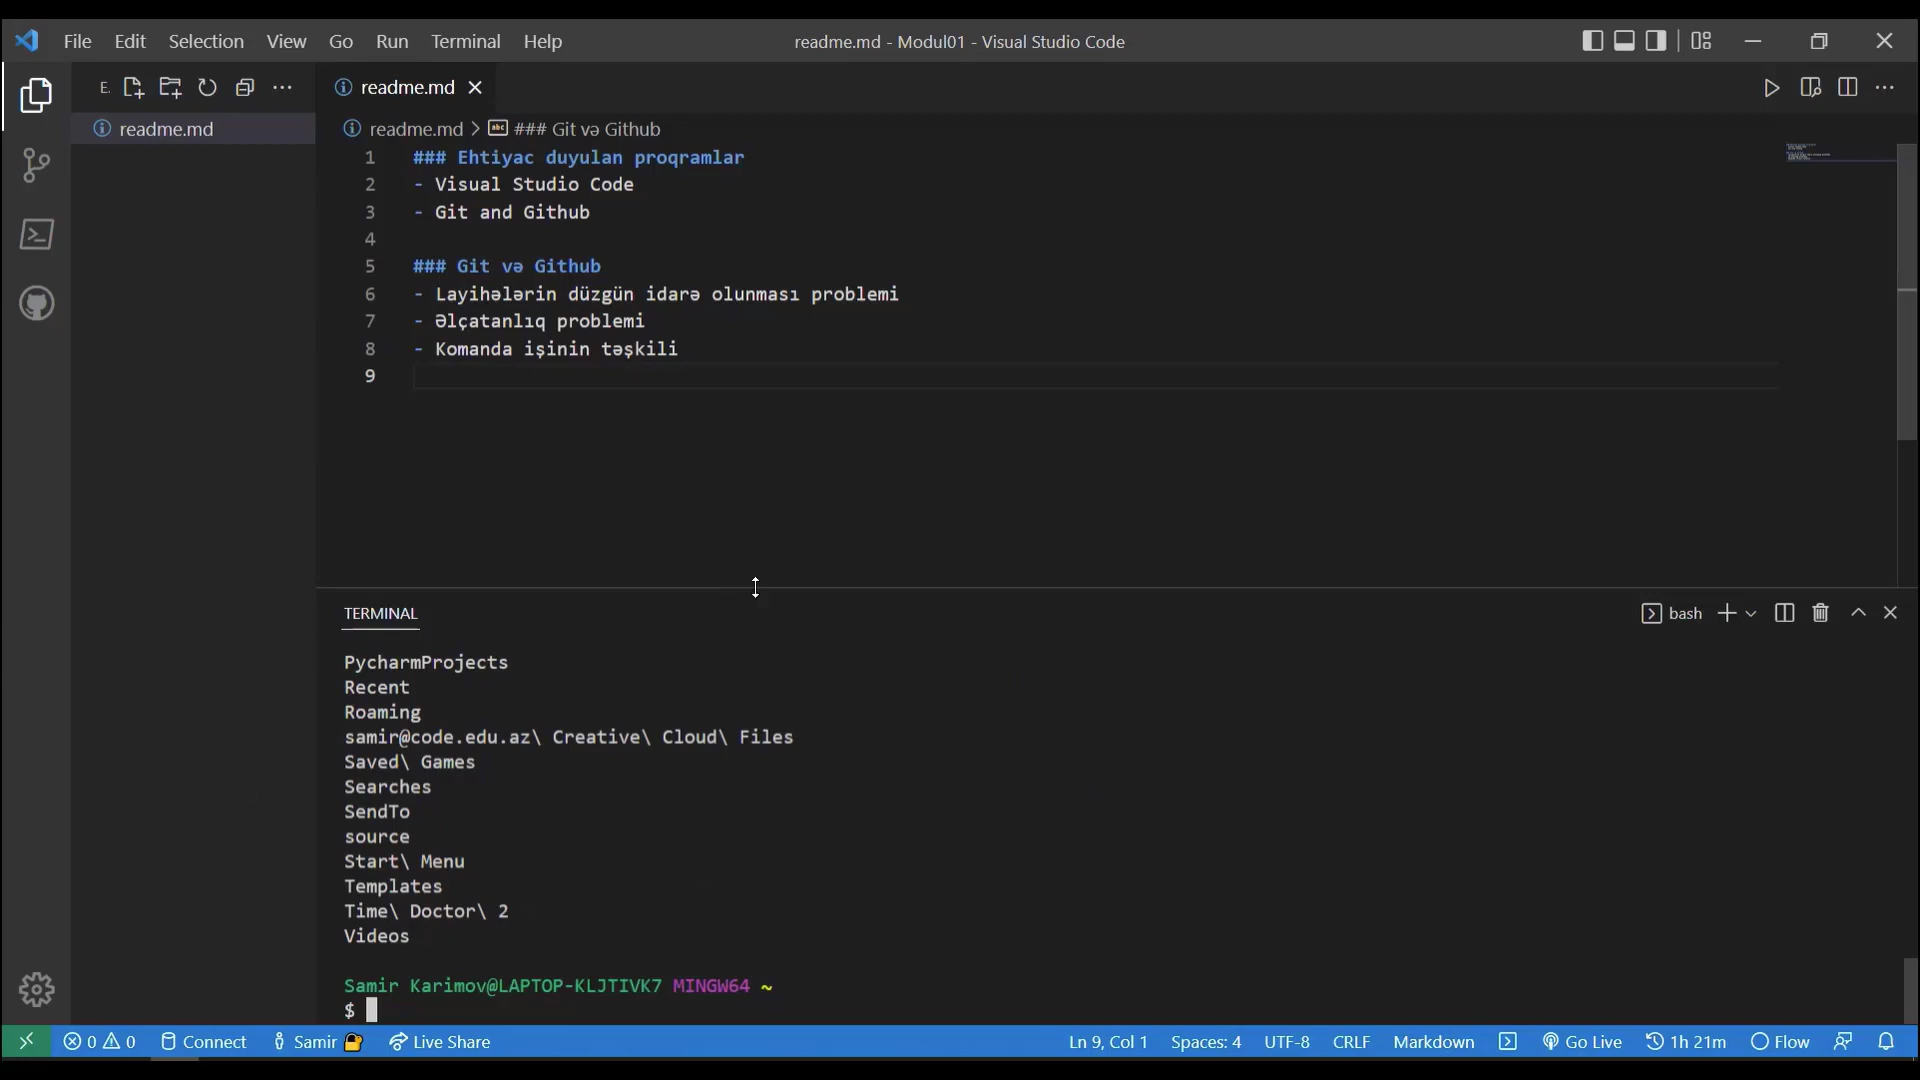 File Edit Selection View Go Run Terminal Help
readme.md - Modul01 - Visual Studio Code
E.
readme.md
readme.md
readme.md > ### Git və Github
1 ### Ehtiyac duyulan proqramlar
2 - Visual Studio Code
3 - Git and Github
4
5 ### Git və Github
6 - Layihələrin düzgün idarə olunması problemi
7 - Əlçatanlıq problemi
8 - Komanda işinin təşkili
9
TERMINAL
bash
PycharmProjects
Recent
Roaming
samir@code.edu.az\ Creative\ Cloud\ Files
Saved\ Games
Searches
SendTo
source
Start\ Menu
Templates
Time\ Doctor\ 2
Videos
Samir Karimov@LAPTOP-KLJTIVK7 MINGW64 ~
$
0 0 Connect Samir Live Share Ln 9, Col 1 Spaces: 4 UTF-8 CRLF Markdown Go Live 1h 21m Flow